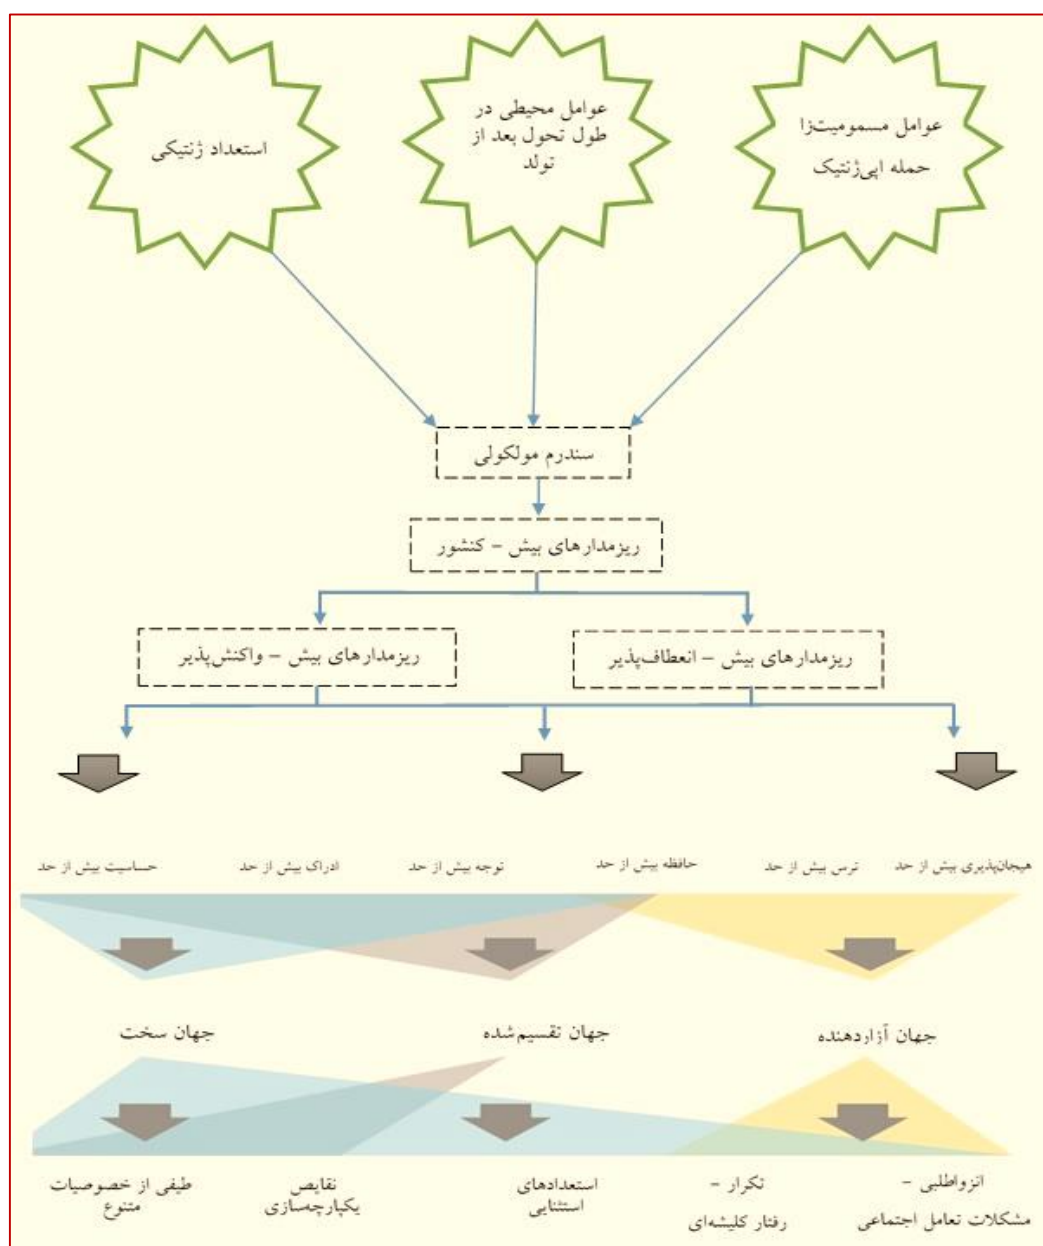 عوامل مسمومیت‌زا
حمله اپی‌ژنتیک
عوامل محیطی در
طول تحول بعد از
تولد
استعداد ژنتیکی
سندرم مولکولی
ریزمدارهای بیش – کنشور
ریزمدارهای بیش – انعطاف‌پذیر
ریزمدارهای بیش – واکنش‌پذیر
هیجان‌پذیری بیش از حد
ترس بیش از حد
حافظه بیش از حد
توجه بیش از حد
ادراک بیش از حد
حساسیت بیش از حد
جهان آزاردهنده
جهان تقسیم‌شده
جهان سخت
انزواطلبی –
مشکلات تعامل اجتماعی
تکرار –
رفتار کلیشه‌ای
استعدادهای
استثنایی
نقایص
یکپارچه‌سازی
طیفی از خصوصیات
متنوع